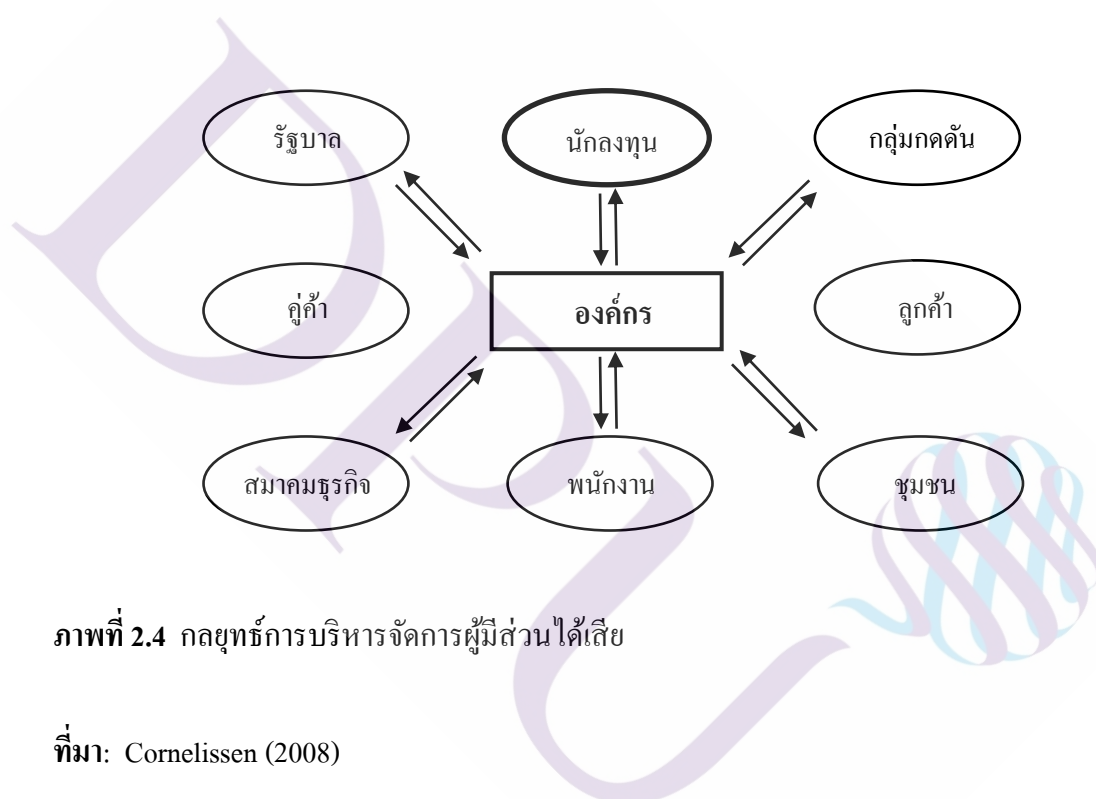 รัฐบาล นักลงทุน กลุ่มกดดัน
คู่ค้า องค์กร ลูกค้า
สมาคมธุรกิจ พนักงาน ชุมชน
ภาพที่ 2.4 กลยุทธ์การบริหารจัดการผู้มีส่วนได้เสีย
ที่มา: Cornelissen (2008)
DPU